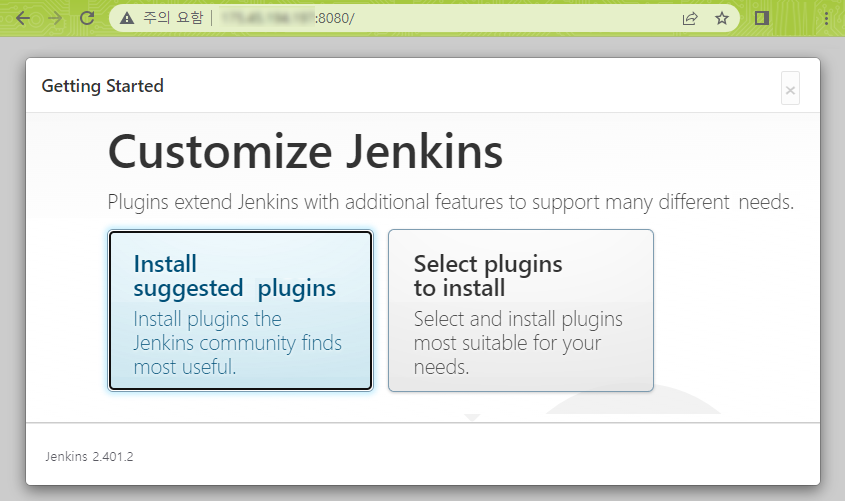 주의 요함 :8080/
Getting Started
×
Customize Jenkins
Plugins extend Jenkins with additional features to support many different needs.
Install
suggested plugins
Install plugins the
Jenkins community finds
most useful.
Select plugins
to install
Select and install plugins
most suitable for your
needs.
Jenkins 2.401.2